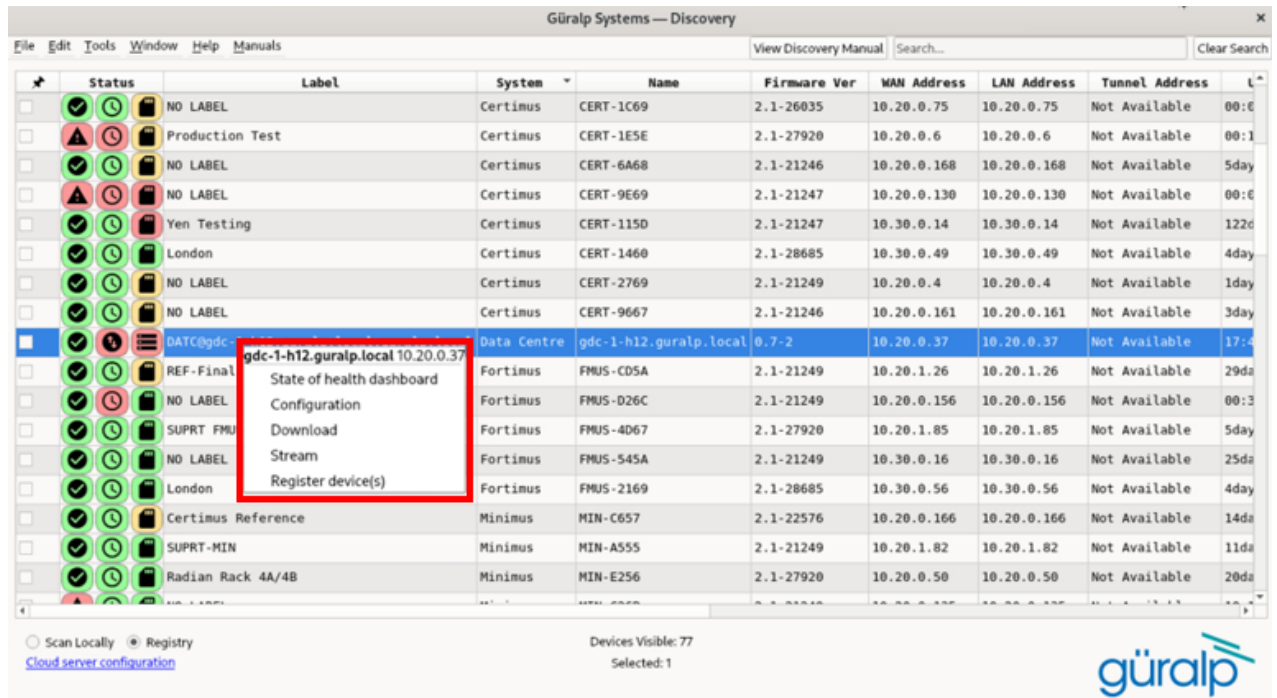 Güralp Systems — Discovery
File Edit Tools Window Help Manuals View Discovery Manual Search... Clear Search
Status Label System Name Firmware Ver WAN Address LAN Address Tunnel Address
NO LABEL Certimus CERT-1C69 2.1-26035 10.20.0.75 10.20.0.75 Not Available
Production Test Certimus CERT-1E5E 2.1-27920 10.20.0.6 10.20.0.6 Not Available 00:1
NO LABEL Certimus CERT-6A68 2.1-21246 10.20.0.168 10.20.0.168 Not Available 5day
NO LABEL Certimus CERT-9E69 2.1-21247 10.20.0.130 10.20.0.130 Not Available
Yen Testing Certimus CERT-115D 2.1-21247 10.30.0.14 10.30.0.14 Not Available 122d
London Certimus CERT-1460 2.1-28685 10.30.0.49 10.30.0.49 Not Available 4day
NO LABEL Certimus CERT-2769 2.1-21249 10.20.0.4 10.20.0.4 Not Available 1day
NO LABEL Certimus CERT-9667 2.1-21246 10.20.0.161 10.20.0.161 Not Available 3day
DATC@gdc- Data Centre gdc-1-h12.guralp.local 0.7-2 10.20.0.37 10.20.0.37 Not Available 17:4
gdc-1-h12.guralp.local 10.20.0.37
State of health dashboard
Configuration
Download
Stream
Register device(s)
REF-Final Fortimus FMUS-CD5A 2.1-21249 10.20.1.26 10.20.1.26 Not Available 29da
NO LABEL Fortimus FMUS-D26C 2.1-21249 10.20.0.156 10.20.0.156 Not Available 00:3
SUPRT FMU Fortimus FMUS-4D67 2.1-27920 10.20.1.85 10.20.1.85 Not Available 5day
NO LABEL Fortimus FMUS-545A 2.1-21249 10.30.0.16 10.30.0.16 Not Available 25da
London Fortimus FMUS-2169 2.1-28685 10.30.0.56 10.30.0.56 Not Available 4day
Certimus Reference Minimus MIN-C657 2.1-22576 10.20.0.166 10.20.0.166 Not Available 14da
SUPRT-MIN Minimus MIN-A555 2.1-21249 10.20.1.82 10.20.1.82 Not Available 11da
Radian Rack 4A/4B Minimus MIN-E256 2.1-27920 10.20.0.50 10.20.0.50 Not Available 20da
Scan Locally Registry Devices Visible: 77
Cloud server configuration Selected: 1
güralp